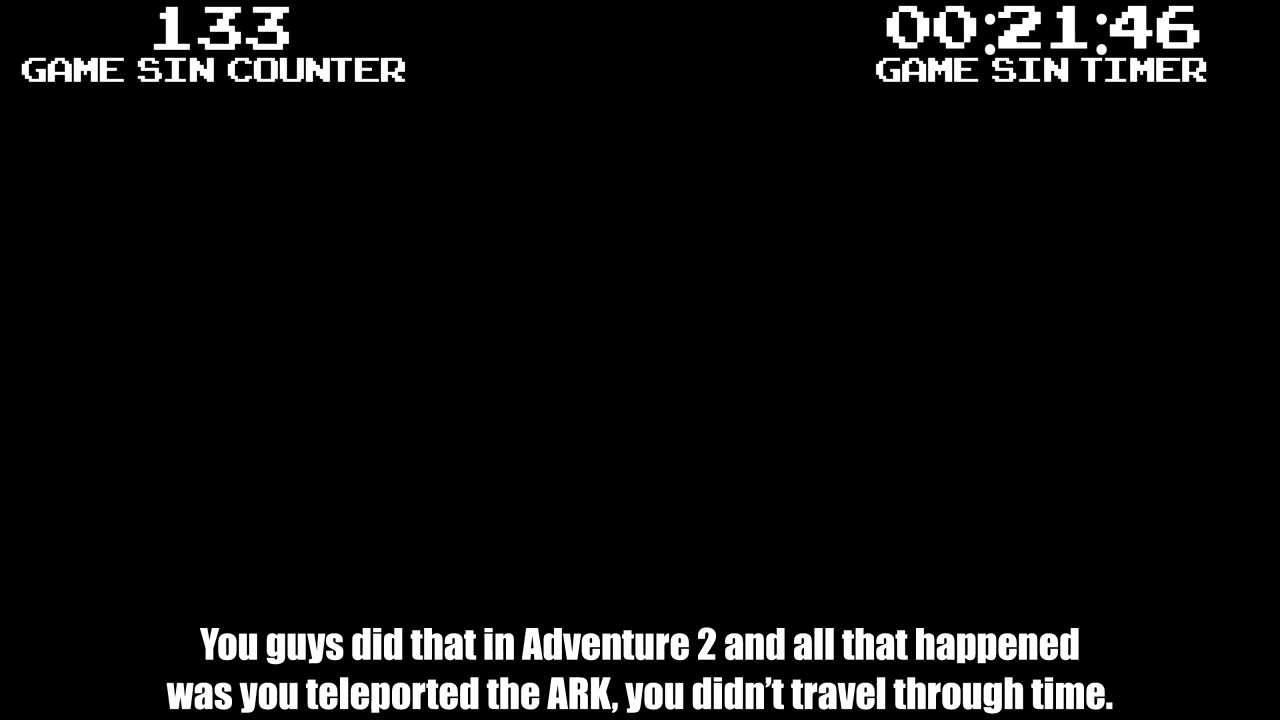 133
GAME SIN COUNTER
00:21:46
GAME SIN TIMER
You guys did that in Adventure 2 and all that happened
was you teleported the ARK, you didn’t travel through time.